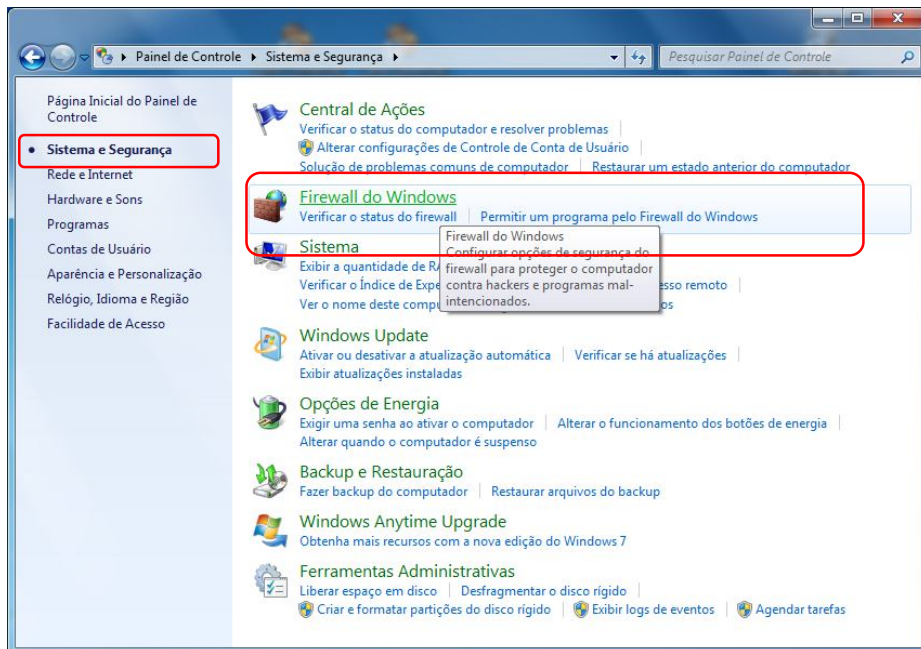 Painel de Controle ▸ Sistema e Segurança ▸
Pesquisar Painel de Controle
Página Inicial do Painel de
Controle
Sistema e Segurança
Rede e Internet
Hardware e Sons
Programas
Contas de Usuário
Aparência e Personalização
Relógio, Idioma e Região
Facilidade de Acesso
Central de Ações
Verificar o status do computador e resolver problemas
Alterar configurações de Controle de Conta de Usuário
Solução de problemas comuns de computador Restaurar um estado anterior do computador
Firewall do Windows
Verificar o status do firewall Permitir um programa pelo Firewall do Windows
Firewall do Windows
Configurar opções de segurança do
firewall para proteger o computador
contra hackers e programas mal-
intencionados.
Sistema
Exibir a quantidade de
Verificar o Índice de remoto
Ver o nome deste
Windows Update
Ativar ou desativar a atualização automática Verificar se há atualizações
Exibir atualizações instaladas
Opções de Energia
Exigir uma senha ao ativar o computador Alterar o funcionamento dos botões de energia
Alterar quando o computador é suspenso
Backup e Restauração
Fazer backup do computador Restaurar arquivos do backup
Windows Anytime Upgrade
Obtenha mais recursos com a nova edição do Windows 7
Ferramentas Administrativas
Liberar espaço em disco Desfragmentar o disco rígido
Criar e formatar partições do disco rígido Exibir logs de eventos Agendar tarefas